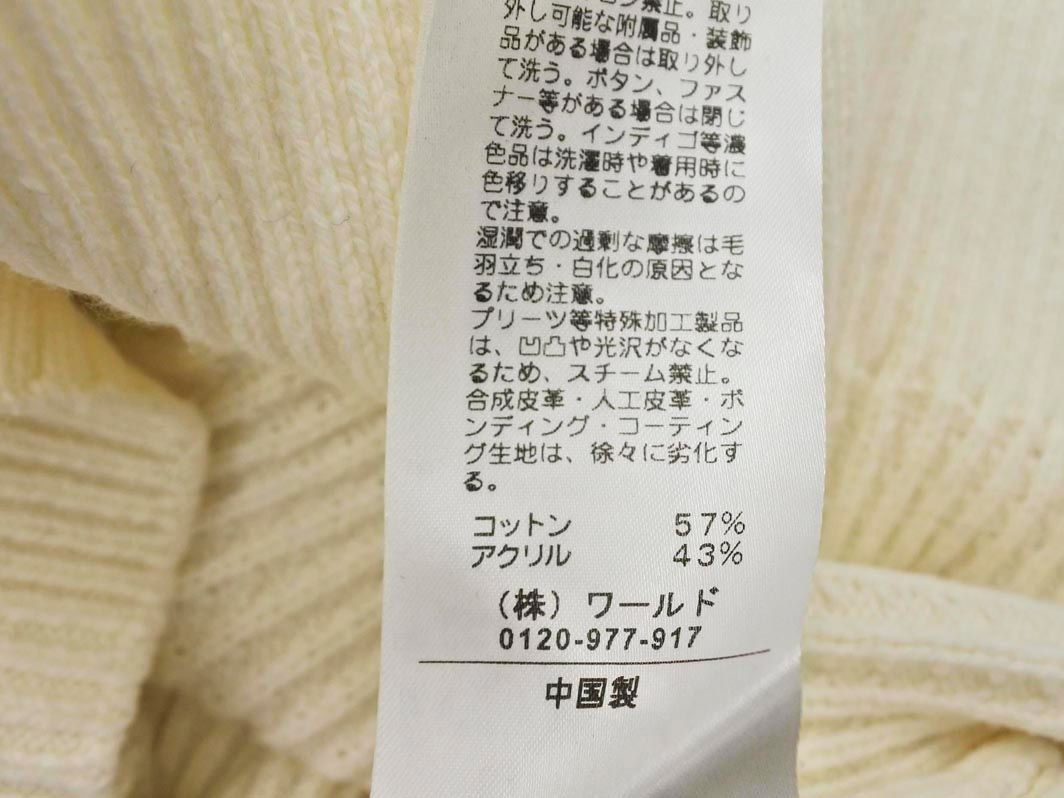 ン禁止。取り
外し可能な附属品・装飾
品がある場合は取り外し
て洗う。ボタン、ファス
ナー等がある場合は閉じ
て洗う。インディゴ等濃
色品は洗濯時や着用時に
色移りすることがあるの
で注意。
湿潤での過剰な摩擦は毛
羽立ち・白化の原因とな
るため注意。
プリーツ等特殊加工製品
は、凹凸や光沢がなくな
るため、スチーム禁止。
合成皮革・人工皮革・ボ
ンディング・コーティン
グ生地は、徐々に劣化す
る。
コットン 57%
アクリル 43%
（株）ワールド
0120-977-917
中国製